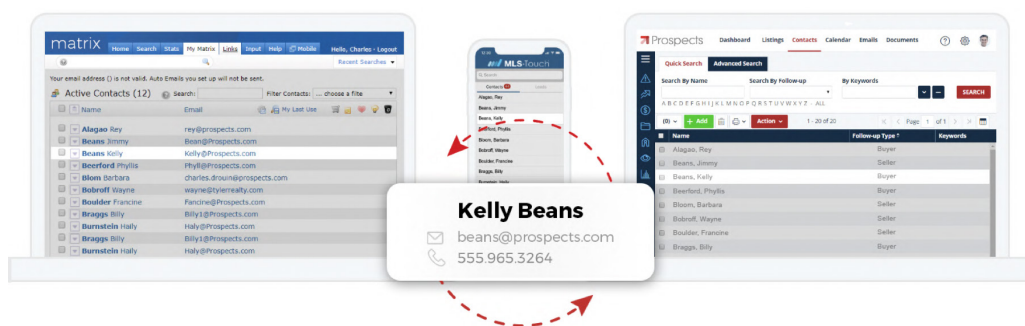 matrix
Home Search Stats My Matrix Links Input Help Mobile Hello, Charles - Logout
Recent Searches
Your email address () is not valid. Auto Emails you set up will not be sent.
Active Contacts (12) Search: Filter Contacts: ... choose a filte
Name Email My Last Use
Alagao Rey rey@prospects.com
Beans Jimmy Bean@Prospects.com
Beans Kelly Kelly@Prospects.com
Beerford Phyllis Phyll@Prospects.com
Blom Barbara charles.drouin@prospects.com
Bobroff Wayne wayne@tylerrealty.com
Boulder Francine Fancine@Prospects.com
Braggs Billy Billy1@Prospects.com
Burnstein Haily Haly@Prospects.com
Braggs Billy Billy1@Prospects.com
Burnstein Haily Haly@Prospects.com
MLS-Touch
Search
Contacts
Alagao, Rey
Beans, Jimmy
Beans, Kelly
Beerford, Phyllis
Bloom, Barbara
Bobroff, Wayne
Boulder, Francine
Braggs, Billy
Kelly Beans
beans@prospects.com
555.965.3264
Prospects Dashboard Listings Contacts Calendar Emails Documents
Quick Search Advanced Search
Search By Name Search By Follow-up By Keywords
SEARCH
A B C D E F G H I J K L M N O P Q R S T U V W X Y Z - ALL
(0) + Add Action 1 - 20 of 20 Page 1 of 1
Name Follow-up Type Keywords
Alagao, Rey Buyer
Beans, Jimmy Seller
Beans, Kelly Buyer
Beerford, Phyllis Buyer
Bloom, Barbara Seller
Bobroff, Wayne Seller
Boulder, Francine Seller
Braggs, Billy Buyer